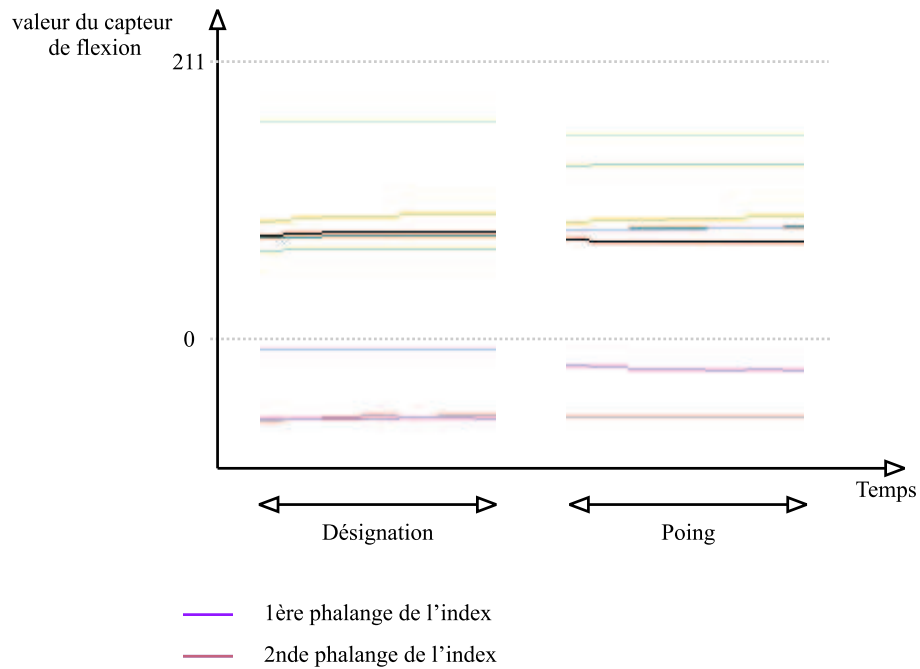 valeur du capteur
de flexion
211
0
Temps
Désignation
Poing
1ère phalange de l'index
2nde phalange de l'index